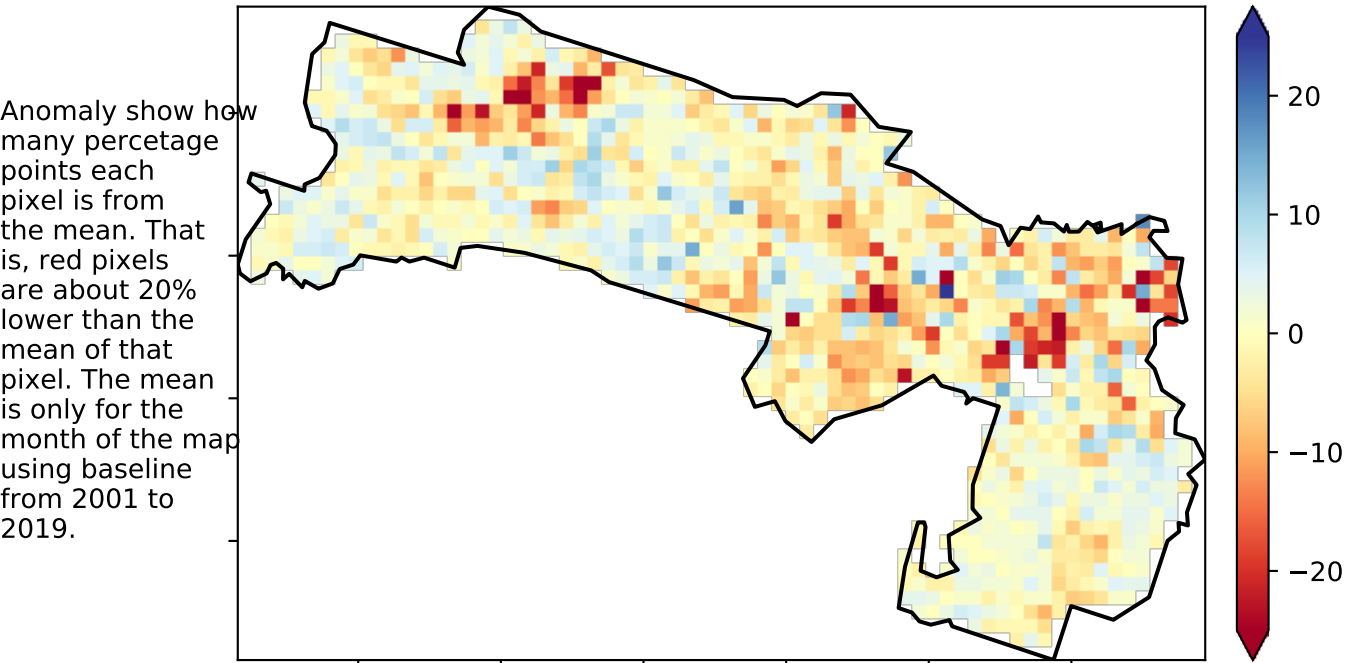 Anomaly show how
many percetage
points each
pixel is from
the mean. That
is, red pixels
are about 20%
lower than the
mean of that
pixel. The mean
is only for the
month of the map
using baseline
from 2001 to
2019.
20
10
0
−10
−20